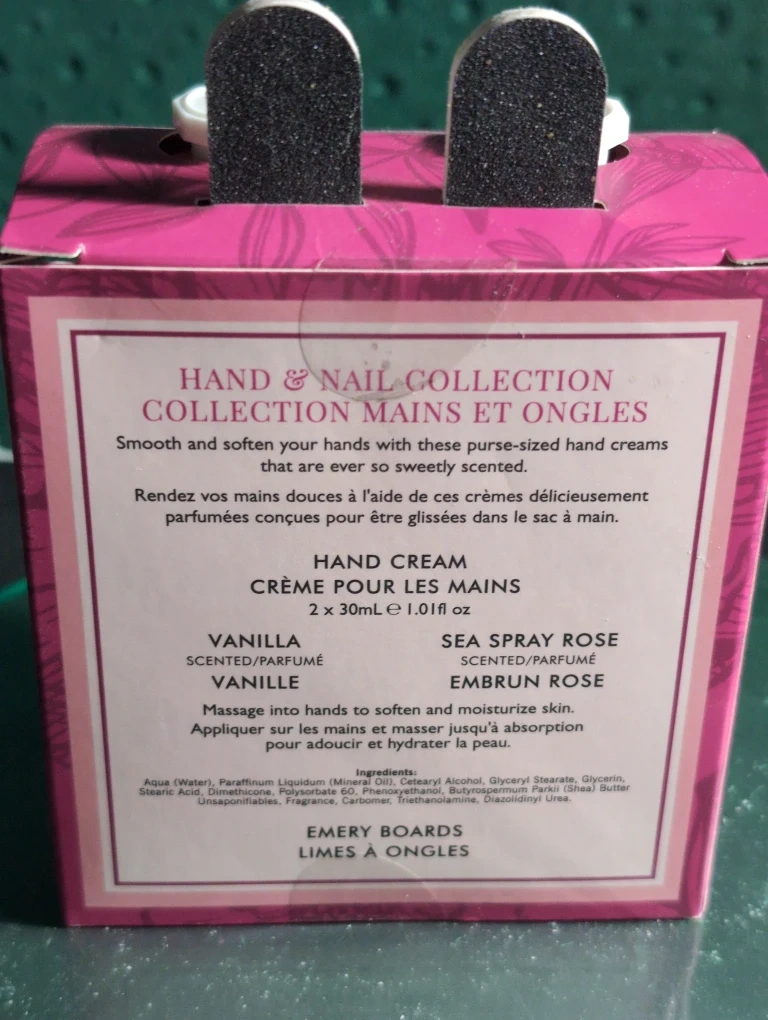 HAND & NAIL COLLECTION
COLLECTION MAINS ET ONGLES
Smooth and soften your hands with these purse-sized hand creams
that are ever so sweetly scented.
Rendez vos mains douces à l'aide de ces crèmes délicieusement
parfumées conçues pour être glissées dans le sac à main.
HAND CREAM
CRÈME POUR LES MAINS
2 x 30mL ℮ 1.01fl oz
VANILLA
SCENTED/PARFUMÉ
VANILLE
SEA SPRAY ROSE
SCENTED/PARFUMÉ
EMBRUN ROSE
Massage into hands to soften and moisturize skin.
Appliquer sur les mains et masser jusqu'à absorption
pour adoucir et hydrater la peau.
Ingredients:
Aqua (Water), Paraffinum Liquidum (Mineral Oil), Cetearyl Alcohol, Glyceryl Stearate, Glycerin,
Stearic Acid, Dimethicone, Polysorbate 60, Phenoxyethanol, Butyrospermum Parkii (Shea) Butter
Unsaponifiables, Fragrance, Carbomer, Triethanolamine, Diazolidinyl Urea.
EMERY BOARDS
LIMES À ONGLES